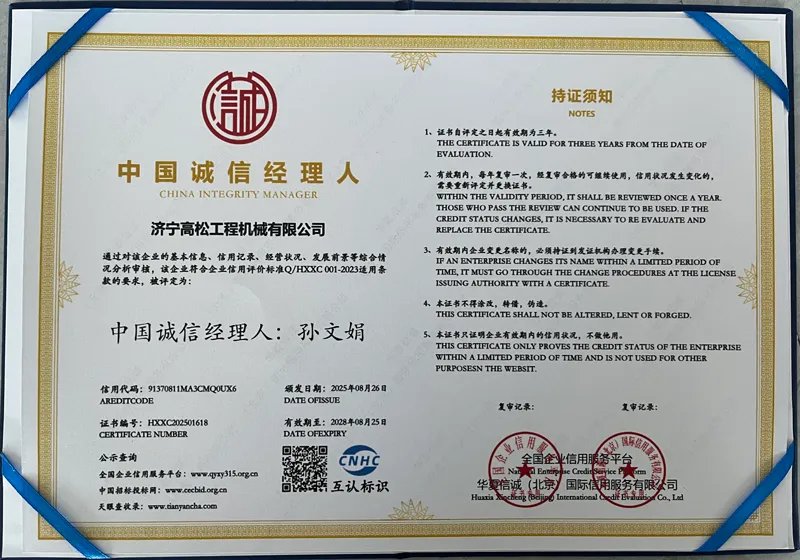 诚信
中国诚信经理人
CHINA INTEGRITY MANAGER
济宁高松工程机械有限公司
通过对该企业的基本信息、信用记录、经营状况、发展前景等综合情
况分析审核，该企业符合企业信用评价标准Q/HXXC 001-2023适用条
款的要求，被评定为：
中国诚信经理人：孙文娟
信用代码：91370811MA3CMQ0UX6
AREDITCODE
颁发日期：2025年08月26日
DATE OFISSUE
证书编号：HXXC202501618
CERTIFICATE NUMBER
有效期至：2028年08月25日
DATE OFEXPIRY
公示查询
全国企业信用服务平台：www.qyxy315.org.cn
中国招标投标网：www.cecbid.org.cn
天眼查收录：www.tianyancha.com
CNHC
互认标识
持证须知
NOTES
1、证书自评定之日起有效期为三年。
THE CERTIFICATE IS VALID FOR THREE YEARS FROM THE DATE OF
EVALUATION.
2、有效期内，每年复审一次，经复审合格的可继续使用，信用状况发生变化的，
需要重新评定并更换证书。
WITHIN THE VALIDITY PERIOD, IT SHALL BE REVIEWED ONCE A YEAR.
THOSE WHO PASS THE REVIEW CAN CONTINUE TO BE USED. IF THE
CREDIT STATUS CHANGES, IT IS NECESSARY TO RE EVALUATE AND
REPLACE THE CERTIFICATE.
3、有效期内企业变更名称的，必须持证到发证机构办理变更手续。
IF AN ENTERPRISE CHANGES ITS NAME WITHIN A LIMITED PERIOD OF
TIME, IT MUST GO THROUGH THE CHANGE PROCEDURES AT THE LICENSE
ISSUING AUTHORITY WITH A CERTIFICATE.
4、本证书不得涂改，转借，伪造。
THIS CERTIFICATE SHALL NOT BE ALTERED, LENT OR FORGED.
5、本证书只证明企业有效期内的信用状况，不做他用。
THIS CERTIFICATE ONLY PROVES THE CREDIT STATUS OF THE ENTERPRISE
WITHIN A LIMITED PERIOD OF TIME AND IS NOT USED FOR OTHER
PURPOSESN THE WEBSIT.
复审记录： 复审记录：
全国企业信用服务平台
National Enterprise Credit Service Platform
华夏信诚（北京）国际信用服务有限公司
Huaxia Xincheng (Beijing) International Credit Evaluation Co., Ltd